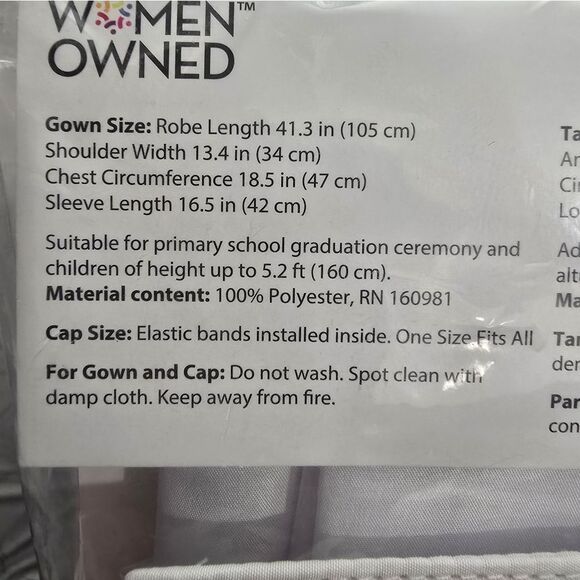 WOMEN™
OWNED
Gown Size: Robe Length 41.3 in (105 cm)
Shoulder Width 13.4 in (34 cm)
Chest Circumference 18.5 in (47 cm)
Sleeve Length 16.5 in (42 cm)
Suitable for primary school graduation ceremony and
children of height up to 5.2 ft (160 cm).
Material content: 100% Polyester, RN 160981
Cap Size: Elastic bands installed inside. One Size Fits All
For Gown and Cap: Do not wash. Spot clean with
damp cloth. Keep away from fire.